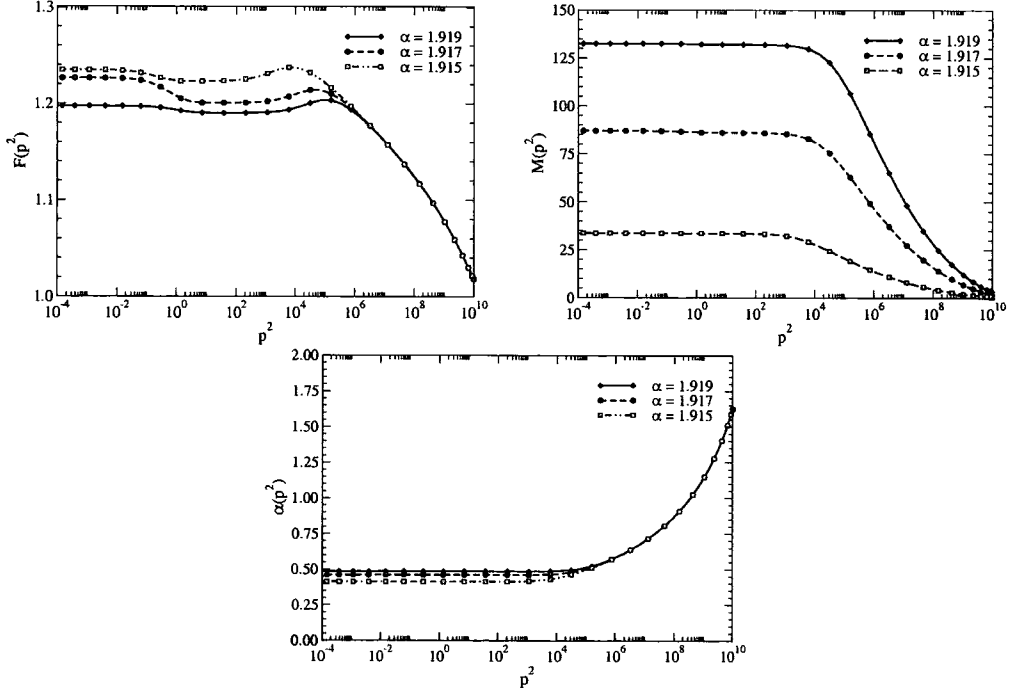 1.3
1.2
1.1
1.0
F(p²)
α = 1.919
α = 1.917
α = 1.915
10⁻⁴ 10⁻² 10⁰ 10² 10⁴ 10⁶ 10⁸ 10¹⁰
p²
150
125
100
75
50
25
0
M(p²)
α = 1.919
α = 1.917
α = 1.915
10⁻⁴ 10⁻² 10⁰ 10² 10⁴ 10⁶ 10⁸ 10¹⁰
p²
2.00
1.75
1.50
1.25
1.00
0.75
0.50
0.25
0.00
α(p²)
α = 1.919
α = 1.917
α = 1.915
10⁻⁴ 10⁻² 10⁰ 10² 10⁴ 10⁶ 10⁸ 10¹⁰
p²